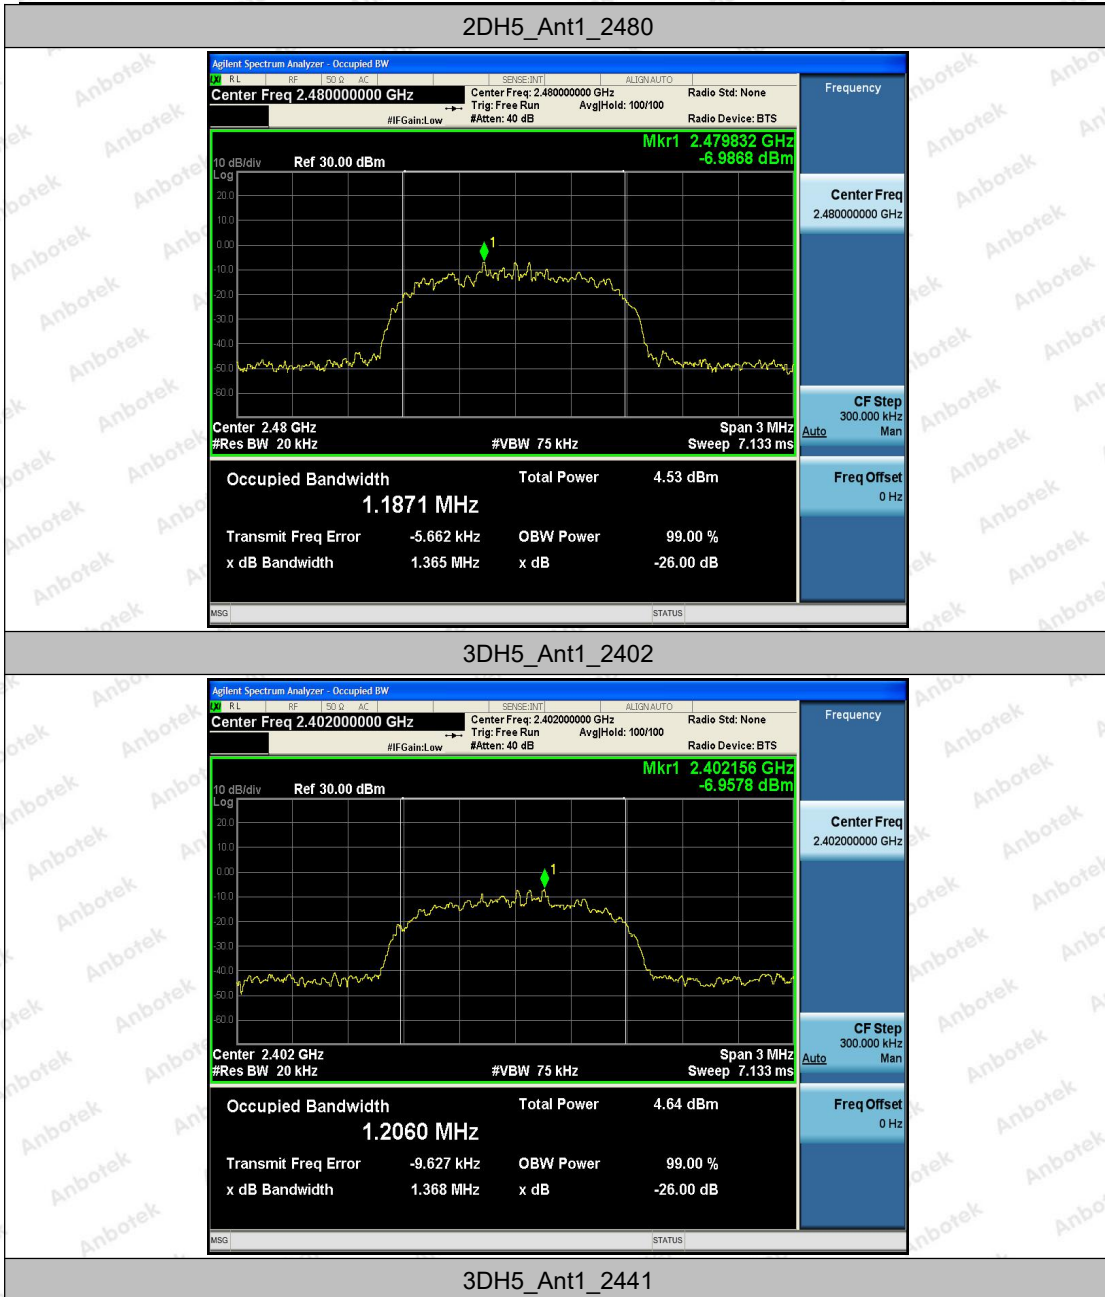 2DH5_Ant1_2480
Agilent Spectrum Analyzer - Occupied BW
LXI RL RF 50 Ω AC SENSE:INT ALIGNAUTO
Center Freq 2.480000000 GHz
Center Freq: 2.480000000 GHz
Radio Std: None
Trig: Free Run Avg|Hold: 100/100
#IFGain:Low #Atten: 40 dB Radio Device: BTS
Mkr1 2.479832 GHz
-6.9868 dBm
10 dB/div Ref 30.00 dBm
Log
20.0
10.0
0.00
-10.0
-20.0
-30.0
-40.0
-50.0
-60.0
1
Center 2.48 GHz Span 3 MHz
#Res BW 20 kHz #VBW 75 kHz Sweep 7.133 ms
Occupied Bandwidth Total Power 4.53 dBm
1.1871 MHz
Transmit Freq Error -5.662 kHz OBW Power 99.00 %
x dB Bandwidth 1.365 MHz x dB -26.00 dB
MSG STATUS
Frequency
Center Freq
2.480000000 GHz
CF Step
300.000 kHz
Auto Man
Freq Offset
0 Hz
3DH5_Ant1_2402
Agilent Spectrum Analyzer - Occupied BW
LXI RL RF 50 Ω AC SENSE:INT ALIGNAUTO
Center Freq 2.402000000 GHz
Center Freq: 2.402000000 GHz
Radio Std: None
Trig: Free Run Avg|Hold: 100/100
#IFGain:Low #Atten: 40 dB Radio Device: BTS
Mkr1 2.402156 GHz
-6.9578 dBm
10 dB/div Ref 30.00 dBm
Log
20.0
10.0
0.00
-10.0
-20.0
-30.0
-40.0
-50.0
-60.0
1
Center 2.402 GHz Span 3 MHz
#Res BW 20 kHz #VBW 75 kHz Sweep 7.133 ms
Occupied Bandwidth Total Power 4.64 dBm
1.2060 MHz
Transmit Freq Error -9.627 kHz OBW Power 99.00 %
x dB Bandwidth 1.368 MHz x dB -26.00 dB
MSG STATUS
Frequency
Center Freq
2.402000000 GHz
CF Step
300.000 kHz
Auto Man
Freq Offset
0 Hz
3DH5_Ant1_2441
Anbotek